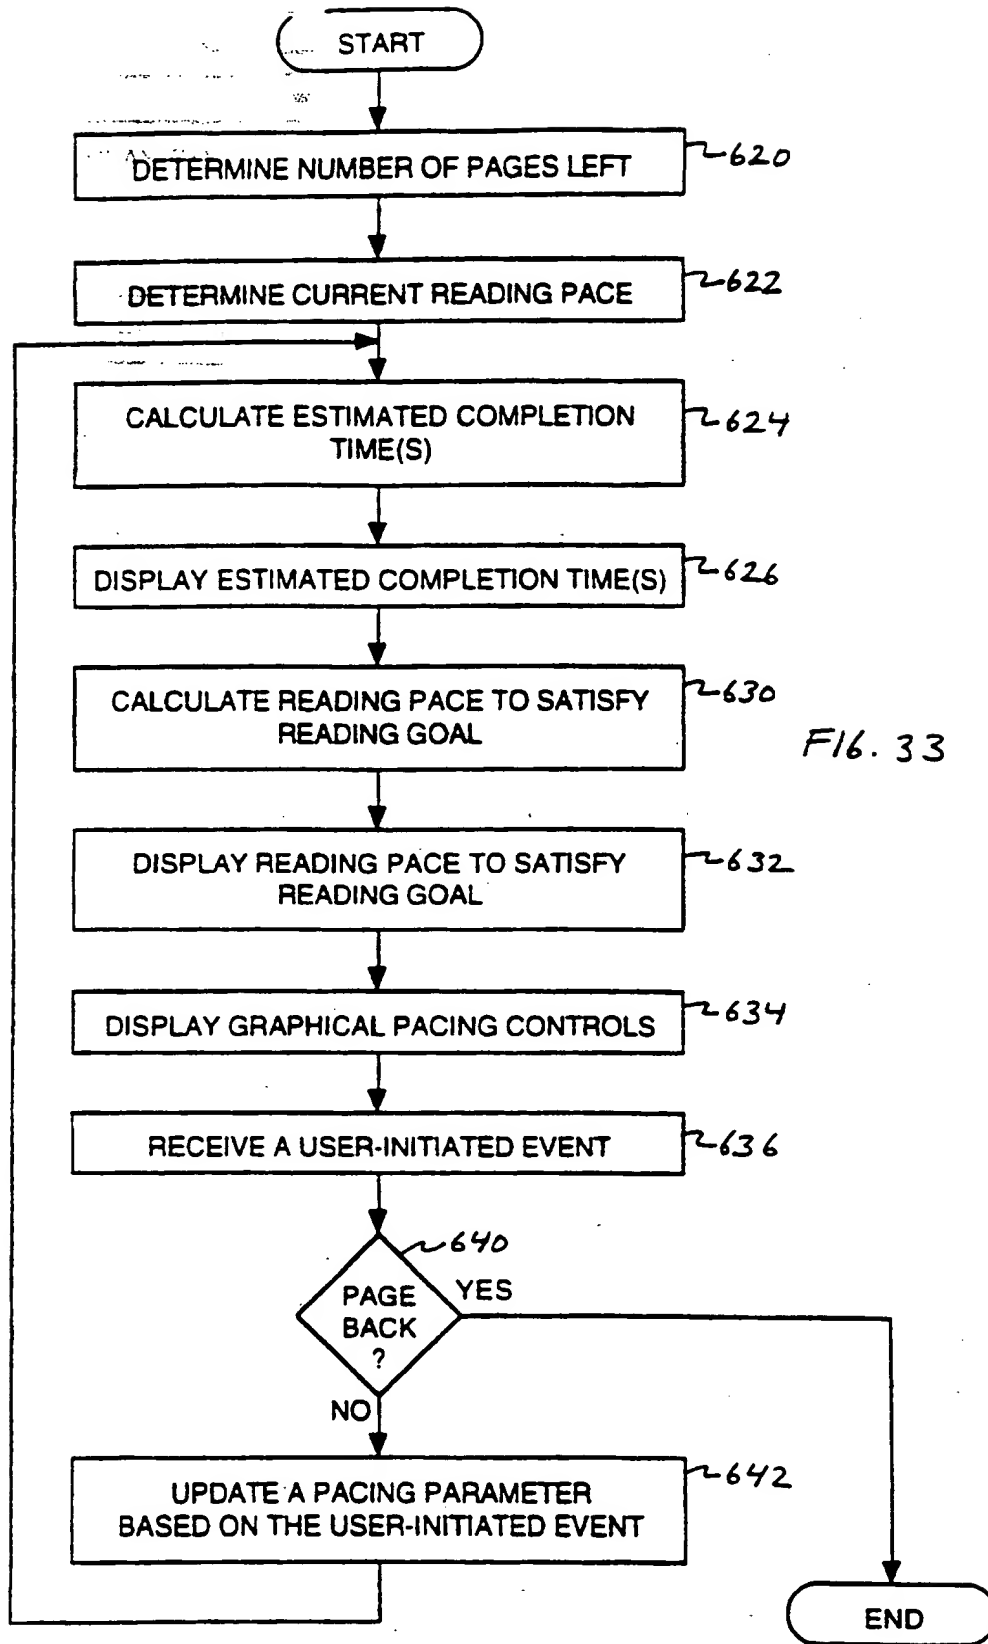 START
DETERMINE NUMBER OF PAGES LEFT
620
DETERMINE CURRENT READING PACE
622
CALCULATE ESTIMATED COMPLETION
TIME(S)
624
DISPLAY ESTIMATED COMPLETION TIME(S)
626
CALCULATE READING PACE TO SATISFY
READING GOAL
630
FIG. 33
DISPLAY READING PACE TO SATISFY
READING GOAL
632
DISPLAY GRAPHICAL PACING CONTROLS
634
RECEIVE A USER-INITIATED EVENT
636
640
PAGE
BACK
?
YES
NO
UPDATE A PACING PARAMETER
BASED ON THE USER-INITIATED EVENT
642
END